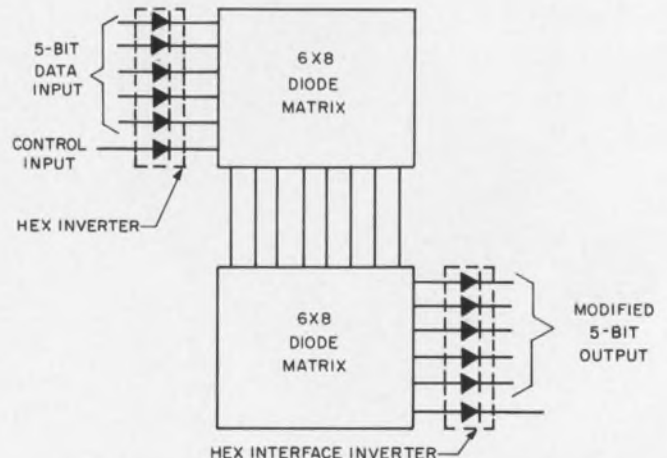 5-BIT
DATA
INPUT
CONTROL
INPUT
HEX INVERTER
6X8
DIODE
MATRIX
6X8
DIODE
MATRIX
MODIFIED
5-BIT
OUTPUT
HEX INTERFACE INVERTER